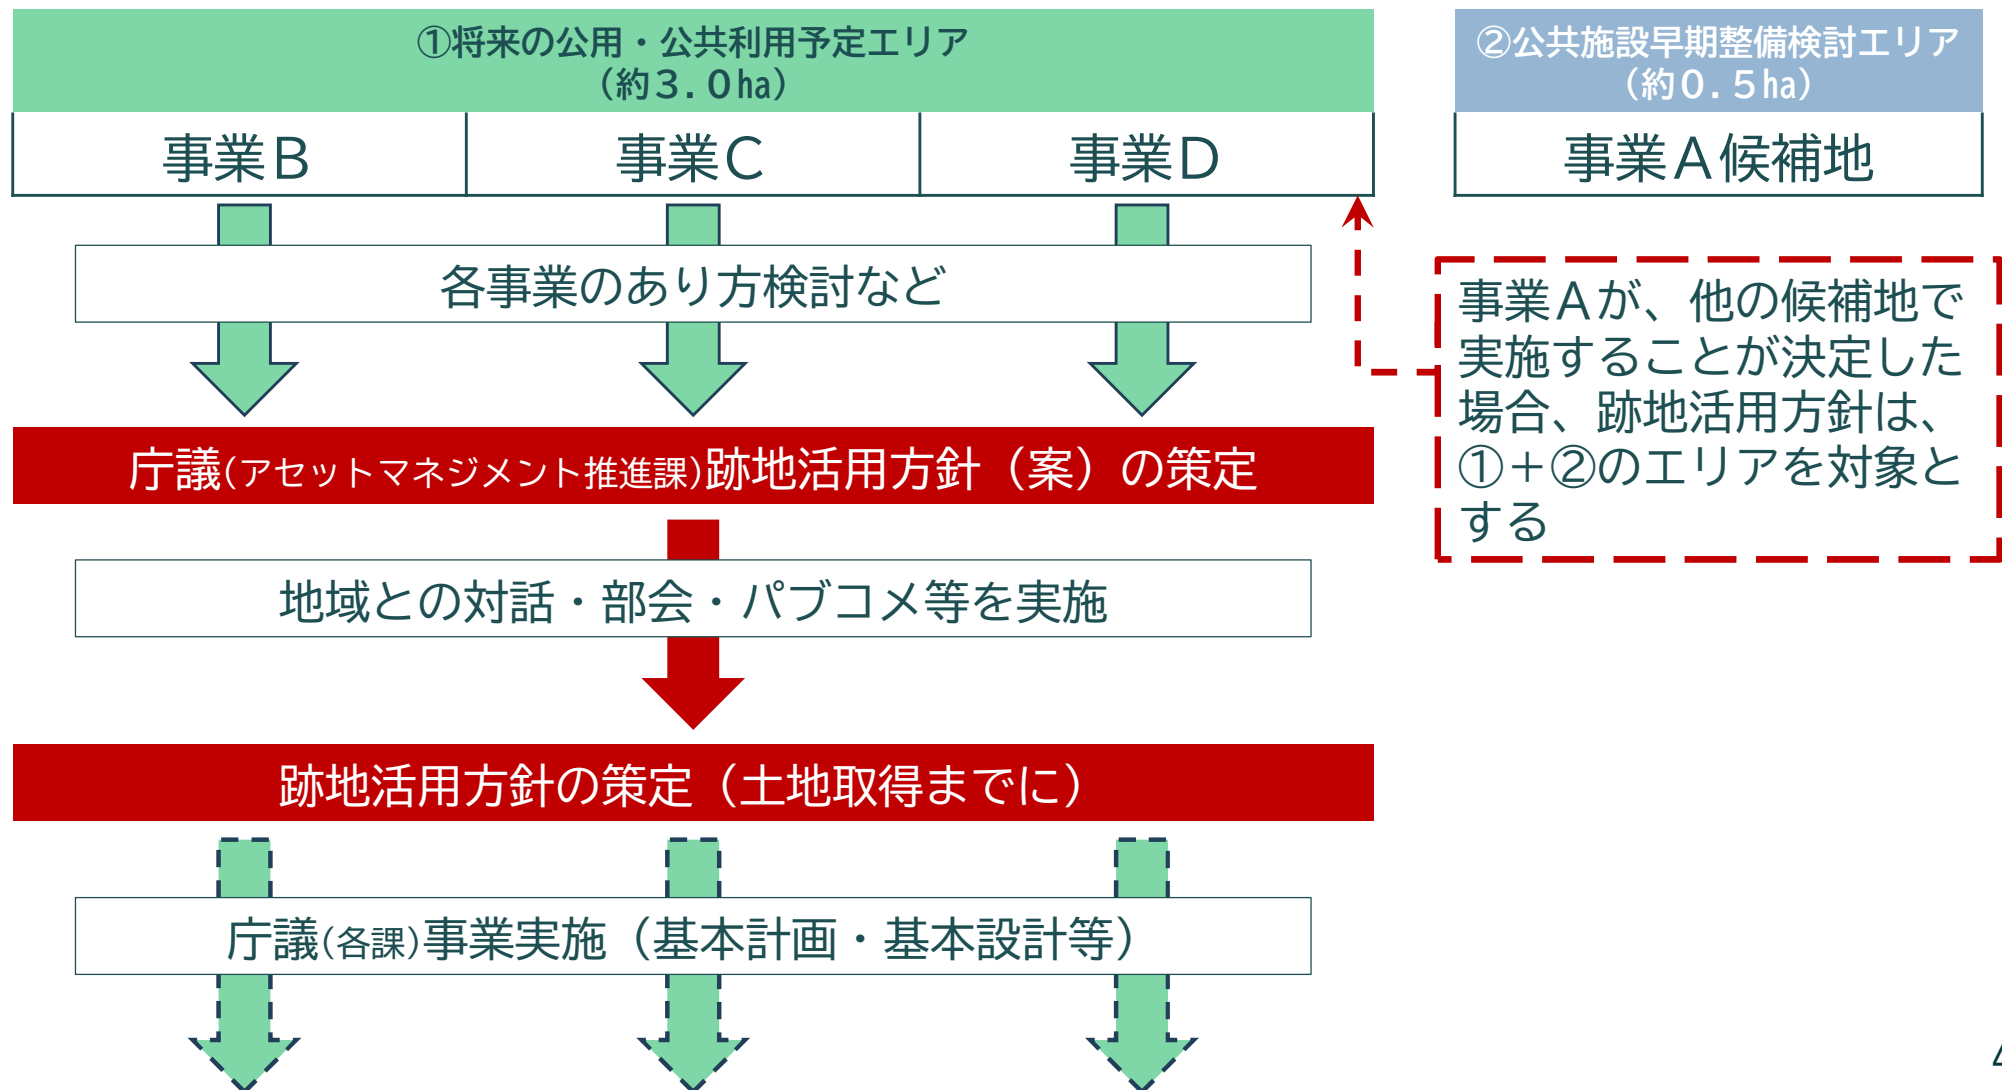 ①将来の公用・公共利用予定エリア
（約３．０ha）
②公共施設早期整備検討エリア
（約０．５ha）
事業Ｂ
事業Ｃ
事業Ｄ
事業Ａ候補地
各事業のあり方検討など
事業Ａが、他の候補地で
実施することが決定した
場合、跡地活用方針は、
①＋②のエリアを対象と
する
庁議(アセットマネジメント推進課)跡地活用方針（案）の策定
地域との対話・部会・パブコメ等を実施
跡地活用方針の策定（土地取得までに）
庁議(各課)事業実施（基本計画・基本設計等）